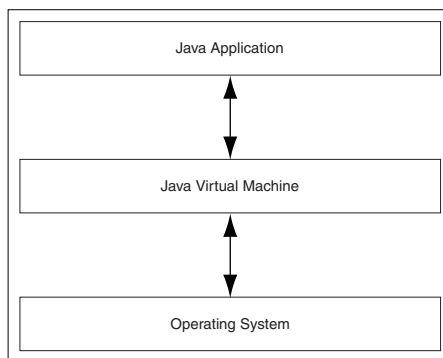 Java Application
Java Virtual Machine
Operating System